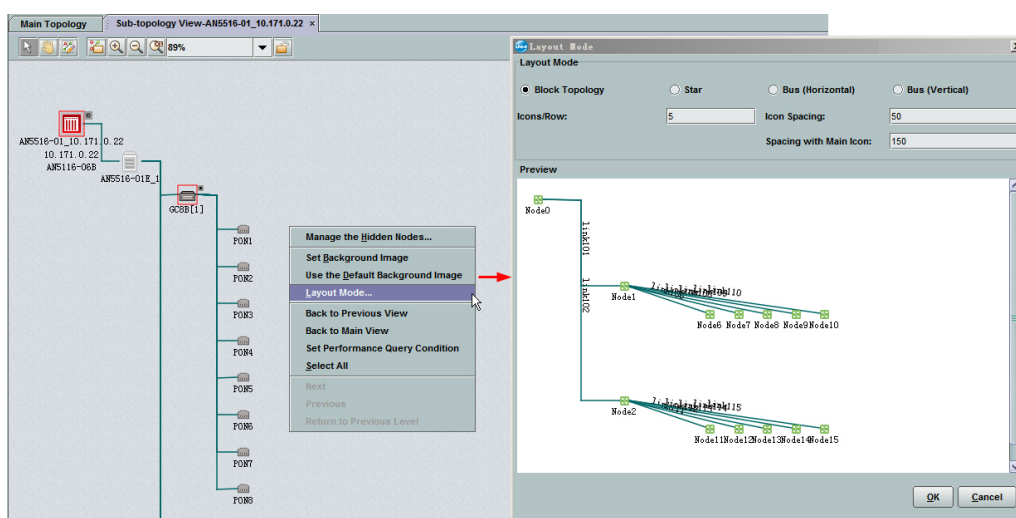 Main Topology
Sub-topology View-AN5516-01_10.171.0.22 ×
89%
AN5516-01_10.171.0.22
10.171.0.22
AN5116-06B
AN5516-01E_1
GC8B[1]
PON1
PON2
PON3
PON4
PON5
PON6
PON7
PON8
Manage the Hidden Nodes...
Set Background Image
Use the Default Background Image
Layout Mode...
Back to Previous View
Back to Main View
Set Performance Query Condition
Select All
Next
Previous
Return to Previous Level
Layout Mode
Layout Mode
Block Topology
Star
Bus (Horizontal)
Bus (Vertical)
Icons/Row:
5
Icon Spacing:
50
Spacing with Main Icon:
150
Preview
Node0
link101
link102
Node1
Node6 Node7 Node8 Node9 Node10
Node2
Node11 Node12 Node13 Node14 Node15
OK
Cancel